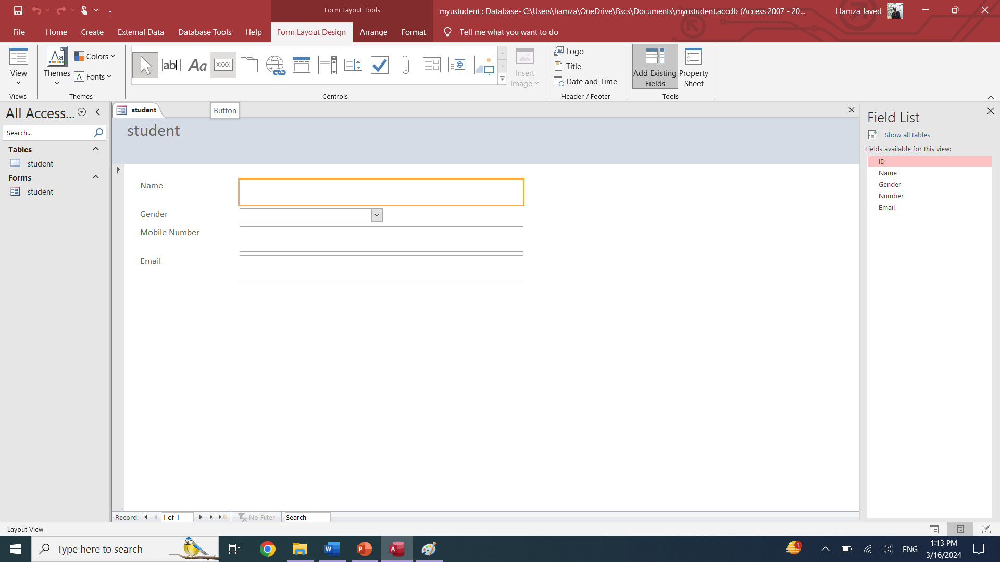 Form Layout Tools
myustudent : Database- C:\Users\hamza\OneDrive\Bscs\Documents\myustudent.accdb (Access 2007 - 20...
Hamza Javed
File
Home
Create
External Data
Database Tools
Help
Form Layout Design
Arrange
Format
Tell me what you want to do
View
Views
Aa
Themes
Colors
A Fonts
Themes
ab
Aa
XXXX
Controls
Insert
Image
Logo
Title
Date and Time
Header / Footer
Add Existing
Fields
Property
Sheet
Tools
All Access...
Search...
Tables
student
Forms
student
student
Button
student
Name
Gender
Mobile Number
Email
Field List
Show all tables
Fields available for this view:
ID
Name
Gender
Number
Email
Record:
1 of 1
No Filter
Search
Layout View
Type here to search
W
P
A
1
ENG
1:13 PM
3/16/2024